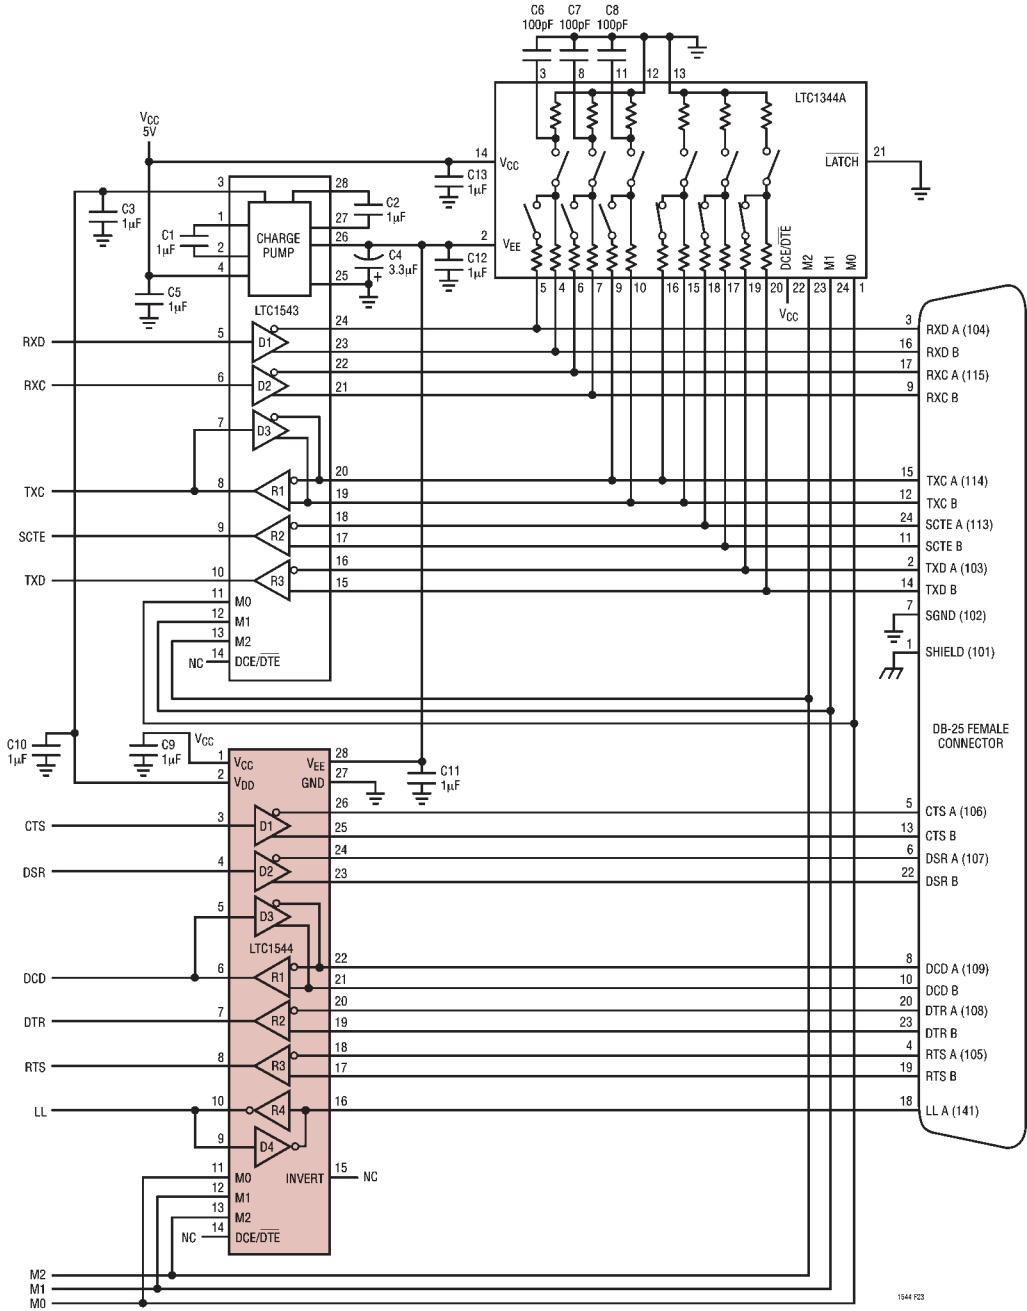 C6 C7 C8
100pF 100pF 100pF
3 8 11 12 13
LTC1344A
VCC
5V
14 VCC
C13
1µF
LATCH 21
3 28
C3
1µF
C2
1µF
1 27
C1
1µF
CHARGE
PUMP
26
2
C4
3.3µF
+
2 VEE
C12
1µF
DCE/DTE M2 M1 M0
4 25
C5
1µF
LTC1543
5 4 6 7 9 10 16 15 18 17 19 20 22 23 24 1
VCC
RXD 5 D1 24 3 RXD A (104)
23 16 RXD B
RXC 6 D2 22 17 RXC A (115)
21 9 RXC B
7 D3
TXC 8 R1 20 15 TXC A (114)
19 12 TXC B
SCTE 9 R2 18 24 SCTE A (113)
17 11 SCTE B
TXD 10 R3 16 2 TXD A (103)
15 14 TXD B
11 M0
7 SGND (102)
12 M1
13 M2
1 SHIELD (101)
NC 14 DCE/DTE
DB-25 FEMALE
CONNECTOR
C10
1µF
C9
1µF
VCC
1 VCC VEE 28
2 VDD GND 27
C11
1µF
CTS 3 D1 26 5 CTS A (106)
25 13 CTS B
DSR 4 D2 24 6 DSR A (107)
23 22 DSR B
5 D3
LTC1544
DCD 6 R1 22 8 DCD A (109)
21 10 DCD B
DTR 7 R2 20 20 DTR A (108)
19 23 DTR B
RTS 8 R3 18 4 RTS A (105)
17 19 RTS B
LL 10 R4 16 18 LL A (141)
9 D4
11 M0 INVERT 15 NC
12 M1
13 M2
NC 14 DCE/DTE
M2
M1
M0
1544 F23